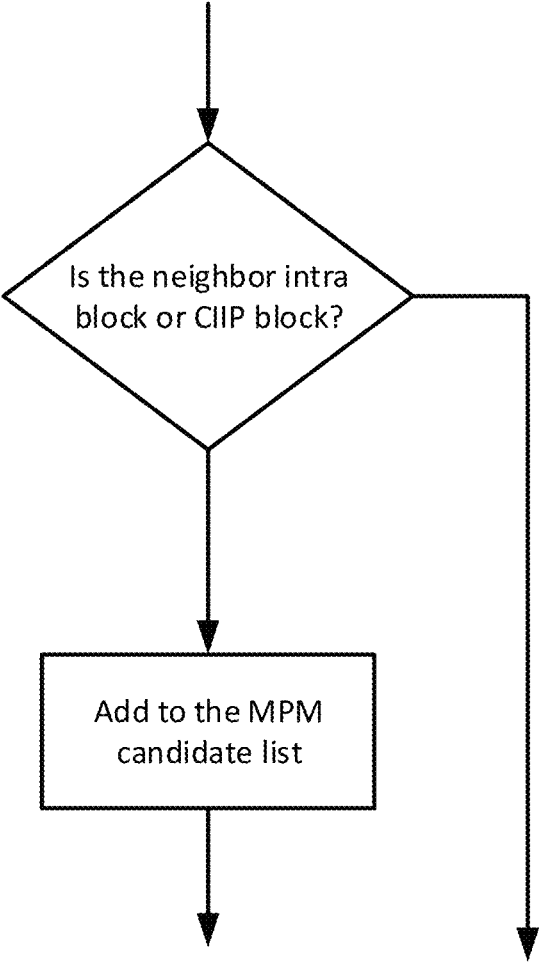 Is the neighbor intra
block or CIIP block?
Add to the MPM
candidate list